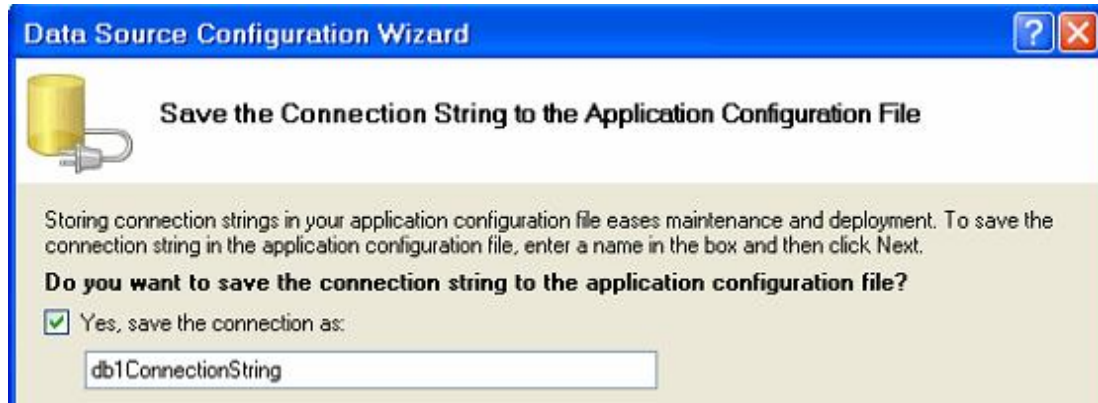 Data Source Configuration Wizard
?
Save the Connection String to the Application Configuration File
Storing connection strings in your application configuration file eases maintenance and deployment. To save the
connection string in the application configuration file, enter a name in the box and then click Next.
Do you want to save the connection string to the application configuration file?
Yes, save the connection as:
db1ConnectionString